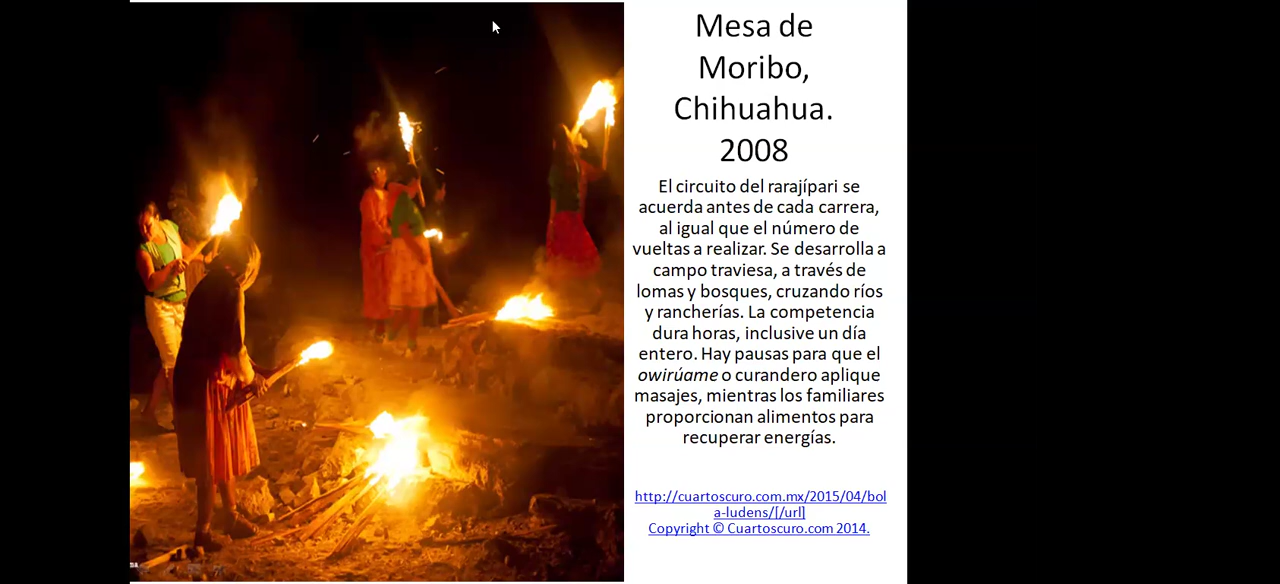 Mesa de
Moribo,
Chihuahua.
2008
El circuito del rarajípari se
acuerda antes de cada carrera,
al igual que el número de
vueltas a realizar. Se desarrolla a
campo traviesa, a través de
lomas y bosques, cruzando ríos
y rancherías. La competencia
dura horas, inclusive un día
entero. Hay pausas para que el
owirúame o curandero aplique
masajes, mientras los familiares
proporcionan alimentos para
recuperar energías.
http://cuartoscuro.com.mx/2015/04/bol
a-ludens/[/url]
Copyright © Cuartoscuro.com 2014.